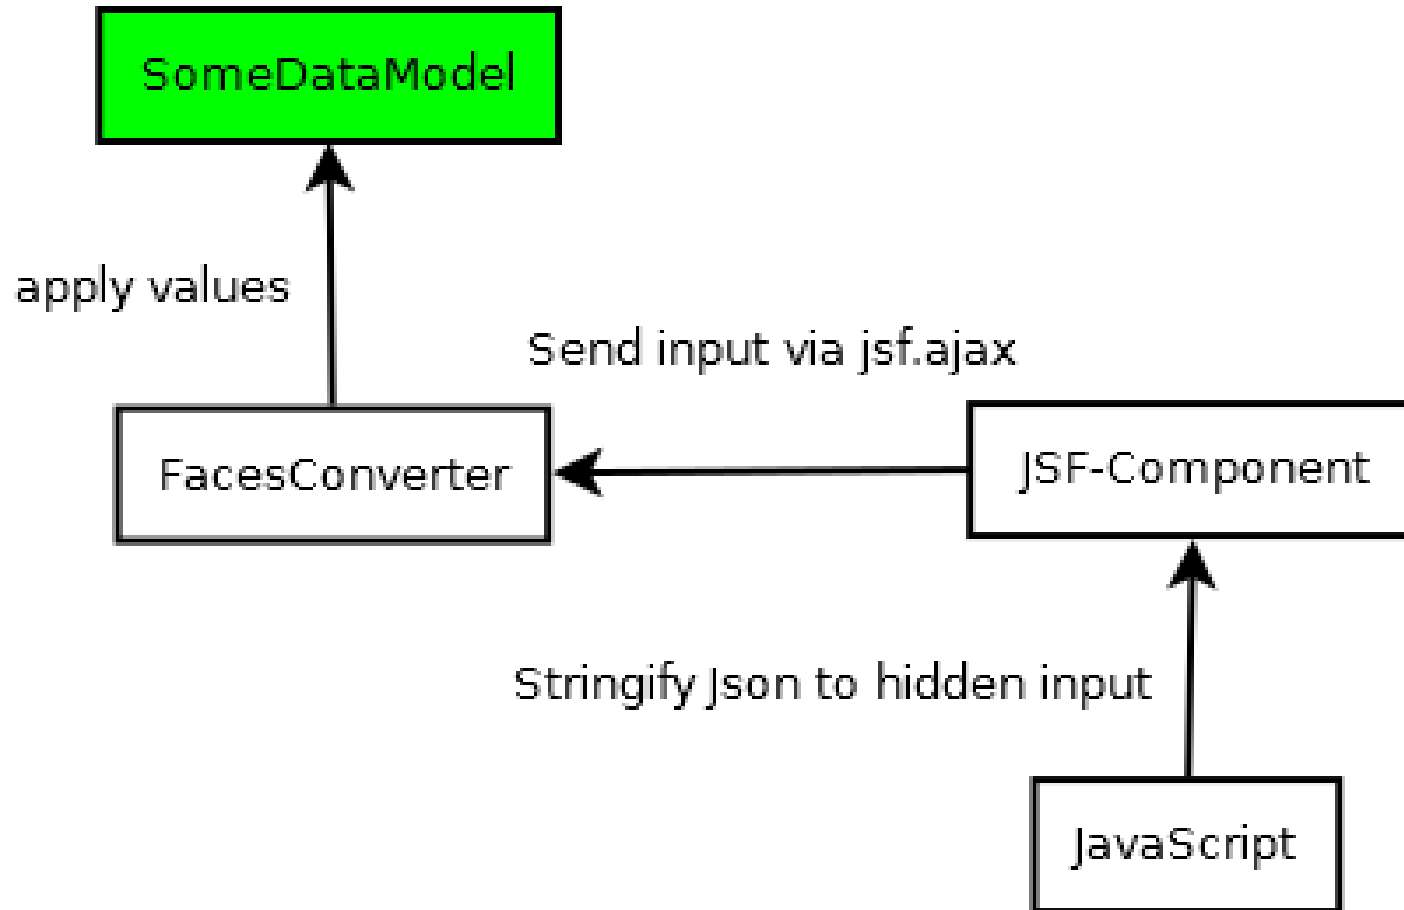 SomeDataModel
apply values
Send input via jsf.ajax
FacesConverter
JSF-Component
Stringify Json to hidden input
JavaScript